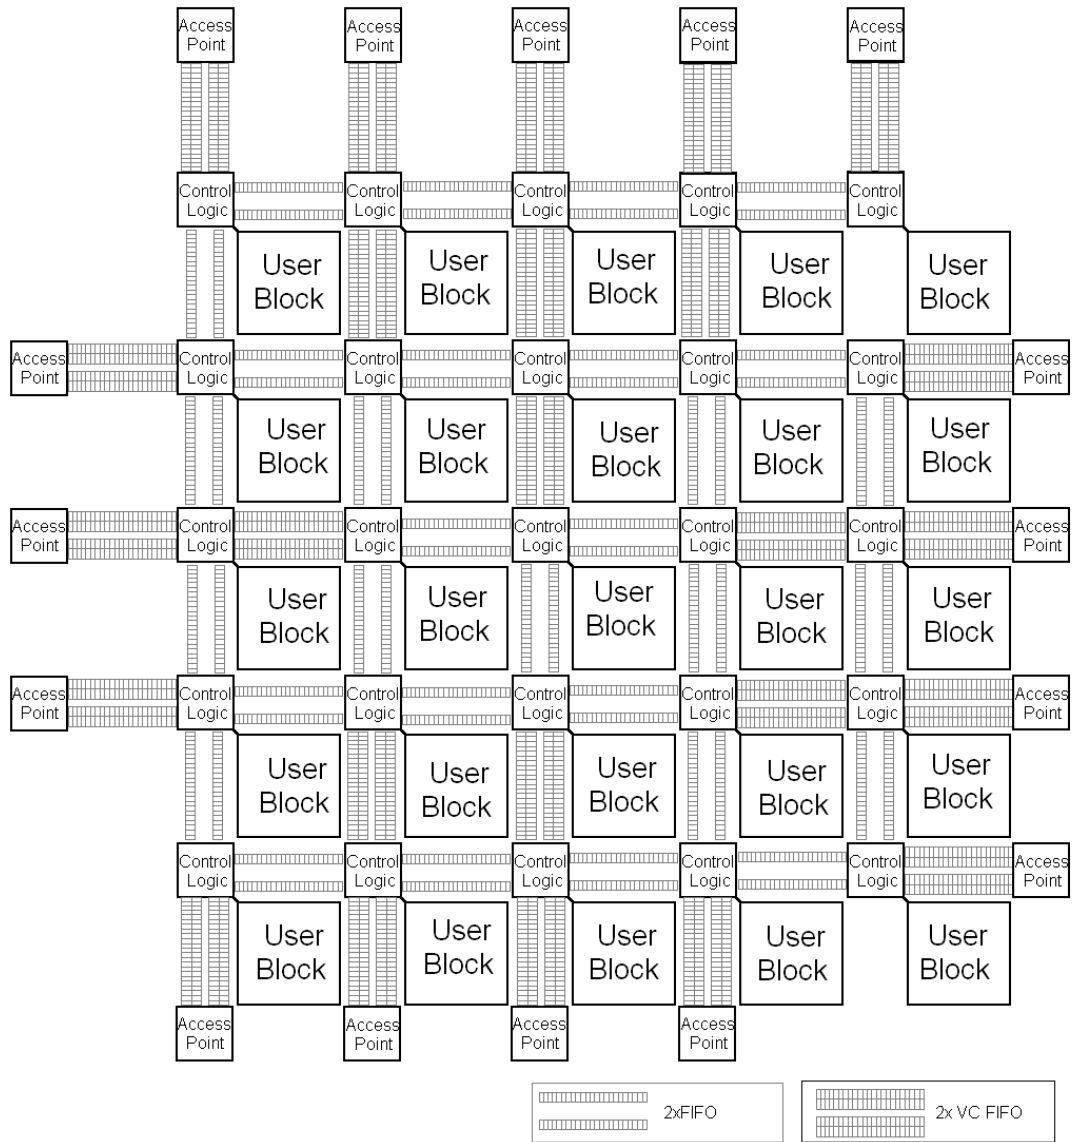 Access
Point
Access
Point
Access
Point
Access
Point
Access
Point
Control
Logic
Control
Logic
Control
Logic
Control
Logic
Control
Logic
User
Block
User
Block
User
Block
User
Block
User
Block
Access
Point
Control
Logic
Control
Logic
Control
Logic
Control
Logic
Control
Logic
Access
Point
User
Block
User
Block
User
Block
User
Block
User
Block
Access
Point
Control
Logic
Control
Logic
Control
Logic
Control
Logic
Control
Logic
Access
Point
User
Block
User
Block
User
Block
User
Block
User
Block
Access
Point
Control
Logic
Control
Logic
Control
Logic
Control
Logic
Control
Logic
Access
Point
User
Block
User
Block
User
Block
User
Block
User
Block
Control
Logic
Control
Logic
Control
Logic
Control
Logic
Control
Logic
Access
Point
User
Block
User
Block
User
Block
User
Block
User
Block
Access
Point
Access
Point
Access
Point
Access
Point
2xFIFO
2x VC FIFO